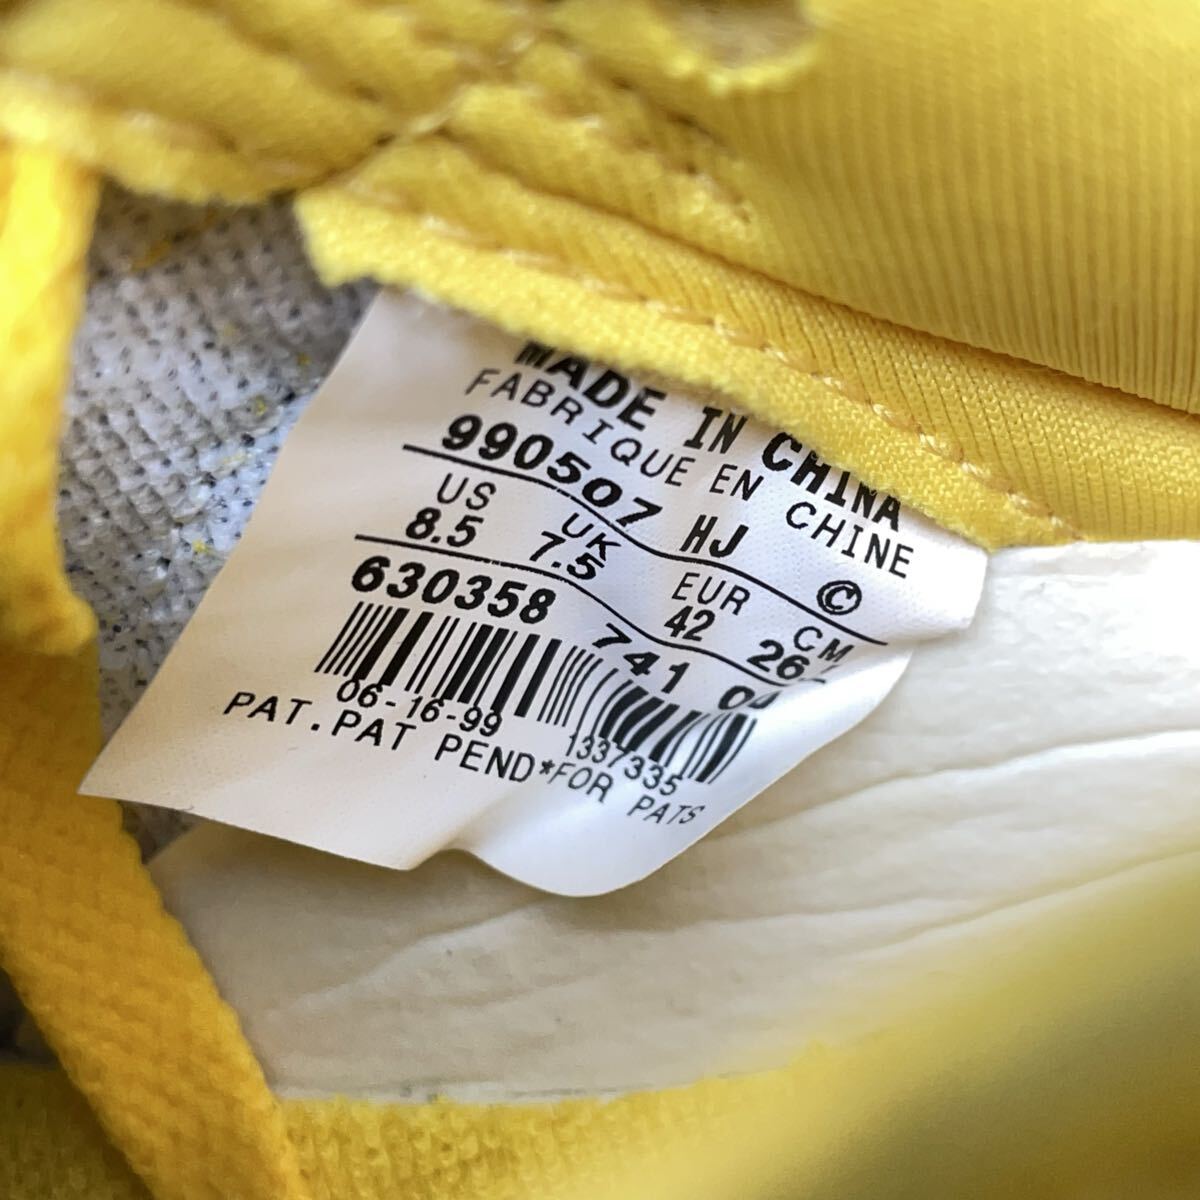 MADE IN CHINA
FABRIQUE EN CHINE
990507 HJ ©
US UK EUR CM
8.5 7.5 42 26
630358 741
06-16-99 1337335
PAT.PAT PEND*FOR PATS